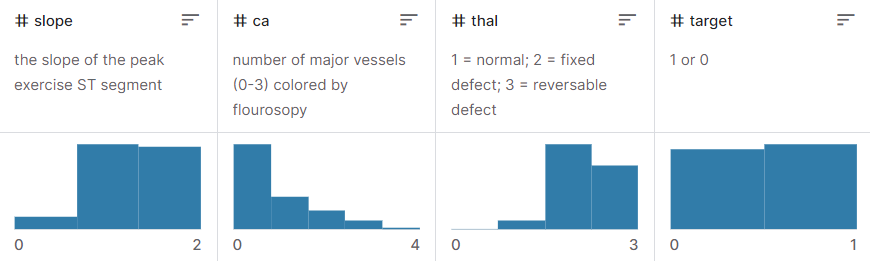 # slope
the slope of the peak
exercise ST segment
0 2
# ca
number of major vessels
(0-3) colored by
flourosopy
0 4
# thal
1 = normal; 2 = fixed
defect; 3 = reversable
defect
0 3
# target
1 or 0
0 1